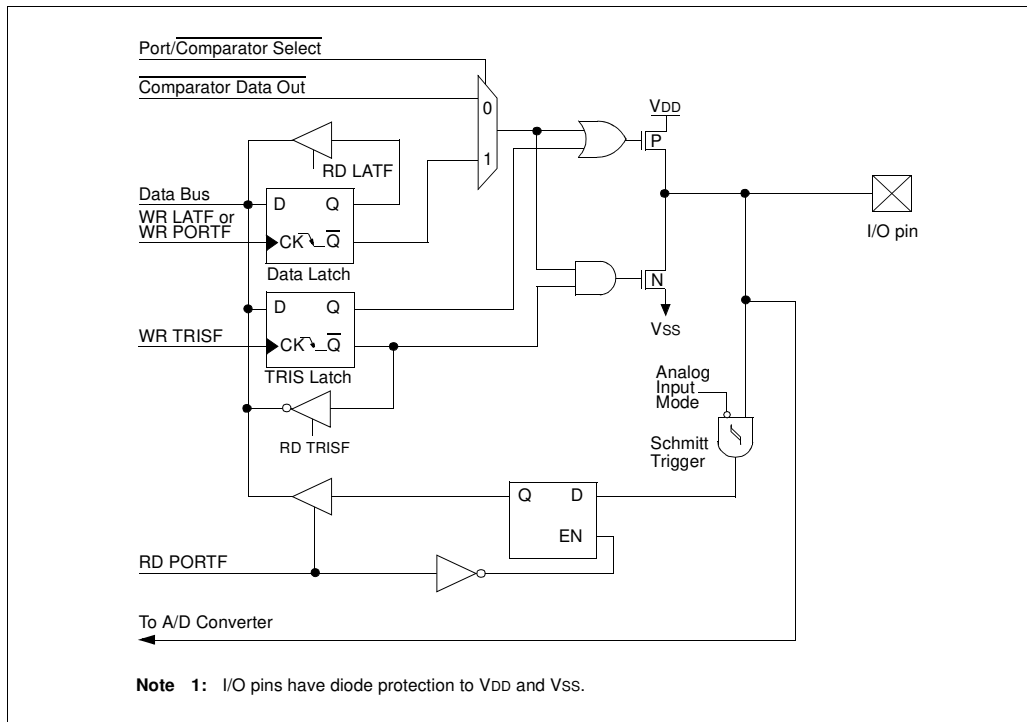 Port/Comparator Select
Comparator Data Out
0
1
VDD
P
RD LATF
Data Bus
WR LATF or
WR PORTF
D Q
CK Q
Data Latch
I/O pin
N
VSS
D Q
WR TRISF
CK Q
TRIS Latch
Analog
Input
Mode
RD TRISF
Schmitt
Trigger
Q D
EN
RD PORTF
To A/D Converter
Note 1: I/O pins have diode protection to VDD and VSS.